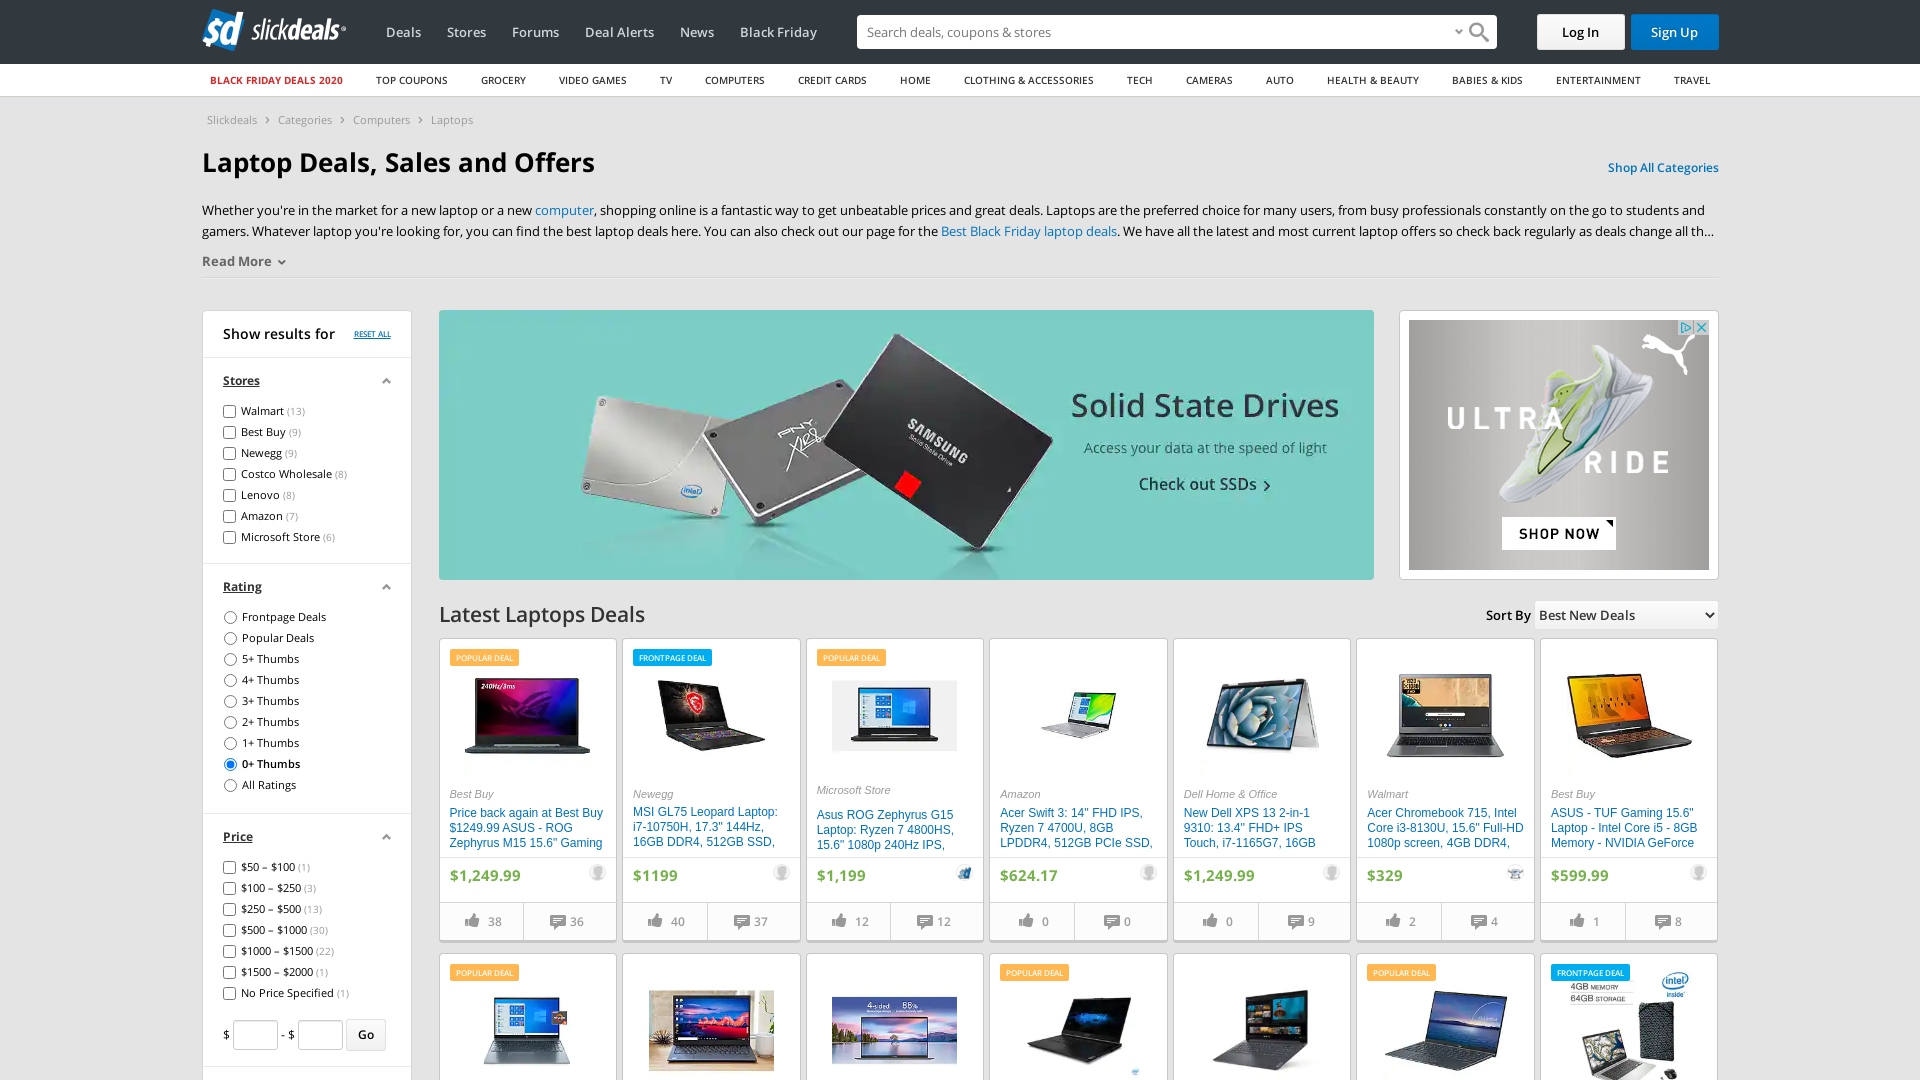 slickdeals
Deals
Stores
Forums
Deal Alerts
News
Black Friday
Search deals, coupons & stores
Log In
Sign Up
BLACK FRIDAY DEALS 2020
TOP COUPONS
GROCERY
VIDEO GAMES
TV
COMPUTERS
CREDIT CARDS
HOME
CLOTHING & ACCESSORIES
TECH
CAMERAS
AUTO
HEALTH & BEAUTY
BABIES & KIDS
ENTERTAINMENT
TRAVEL
Slickdeals > Categories > Computers > Laptops
Laptop Deals, Sales and Offers
Shop All Categories
Whether you're in the market for a new laptop or a new computer, shopping online is a fantastic way to get unbeatable prices and great deals. Laptops are the preferred choice for many users, from busy professionals constantly on the go to students and
gamers. Whatever laptop you're looking for, you can find the best laptop deals here. You can also check out our page for the Best Black Friday laptop deals. We have all the latest and most current laptop offers so check back regularly as deals change all th...
Read More
Show results for
RESET ALL
Stores
Walmart (13)
Best Buy (9)
Newegg (9)
Costco Wholesale (8)
Lenovo (8)
Amazon (7)
Microsoft Store (6)
Rating
Frontpage Deals
Popular Deals
5+ Thumbs
4+ Thumbs
3+ Thumbs
2+ Thumbs
1+ Thumbs
0+ Thumbs
All Ratings
Price
$50 – $100 (1)
$100 – $250 (3)
$250 – $500 (13)
$500 – $1000 (30)
$1000 – $1500 (22)
$1500 – $2000 (1)
No Price Specified (1)
$ - $ Go
intel
PNY
XLR8
SAMSUNG
Solid State Drive
Solid State Drives
Access your data at the speed of light
Check out SSDs >
ULTRA
RIDE
SHOP NOW
Latest Laptops Deals
Sort By Best New Deals
POPULAR DEAL
240Hz/3ms
Best Buy
Price back again at Best Buy
$1249.99 ASUS - ROG
Zephyrus M15 15.6" Gaming
$1,249.99
38
36
FRONTPAGE DEAL
Newegg
MSI GL75 Leopard Laptop:
i7-10750H, 17.3" 144Hz,
16GB DDR4, 512GB SSD,
$1199
40
37
POPULAR DEAL
Microsoft Store
Asus ROG Zephyrus G15
Laptop: Ryzen 7 4800HS,
15.6" 1080p 240Hz IPS,
$1,199
12
12
Amazon
Acer Swift 3: 14" FHD IPS,
Ryzen 7 4700U, 8GB
LPDDR4, 512GB PCIe SSD,
$624.17
0
0
Dell Home & Office
New Dell XPS 13 2-in-1
9310: 13.4" FHD+ IPS
Touch, i7-1165G7, 16GB
$1,249.99
0
9
Walmart
Acer Chromebook 715, Intel
Core i3-8130U, 15.6" Full-HD
1080p screen, 4GB DDR4,
$329
2
4
Best Buy
ASUS - TUF Gaming 15.6"
Laptop - Intel Core i5 - 8GB
Memory - NVIDIA GeForce
$599.99
1
8
POPULAR DEAL
4-sided
88%
POPULAR DEAL
POPULAR DEAL
FRONTPAGE DEAL
4GB MEMORY
64GB STORAGE
intel
inside